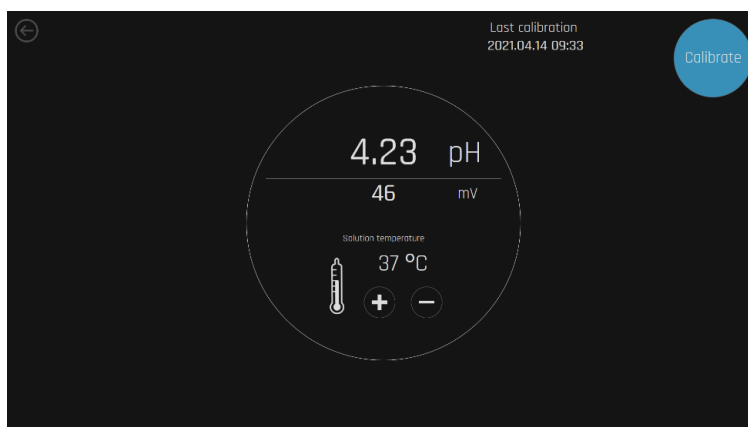 Last calibration
2021.04.14 09:33
Calibrate
4.23 pH
46 mV
Solution temperature
37 °C